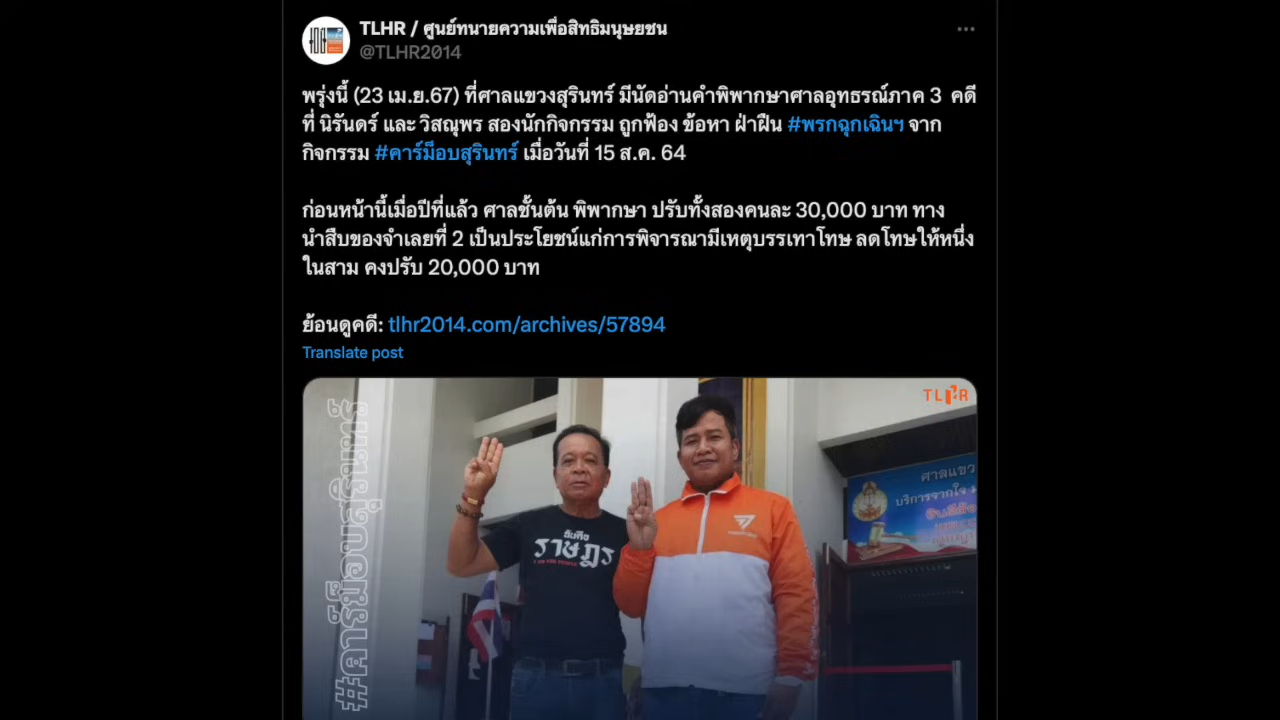 TLHR / ศูนย์ทนายความเพื่อสิทธิมนุษยชน
@TLHR2014
พรุ่งนี้ (23 เม.ย.67) ที่ศาลแขวงสุรินทร์ มีนัดอ่านคำพิพากษาศาลอุทธรณ์ภาค 3 คดี
ที่ นิรันดร์ และ วิสณุพร สองนักกิจกรรม ถูกฟ้อง ข้อหา ฝ่าฝืน #พรกฉุกเฉินฯ จาก
กิจกรรม #คาร์ม็อบสุรินทร์ เมื่อวันที่ 15 ส.ค. 64
ก่อนหน้านี้เมื่อปีที่แล้ว ศาลชั้นต้น พิพากษา ปรับทั้งสองคนละ 30,000 บาท ทาง
นำสืบของจำเลยที่ 2 เป็นประโยชน์แก่การพิจารณามีเหตุบรรเทาโทษ ลดโทษให้หนึ่ง
ในสาม คงปรับ 20,000 บาท
ย้อนดูคดี: tlhr2014.com/archives/57894
Translate post
TLHR
#คาร์ม็อบสุรินทร์
ฉันคือ
ราษฎร
ศาลแขว
บริการจากใจ